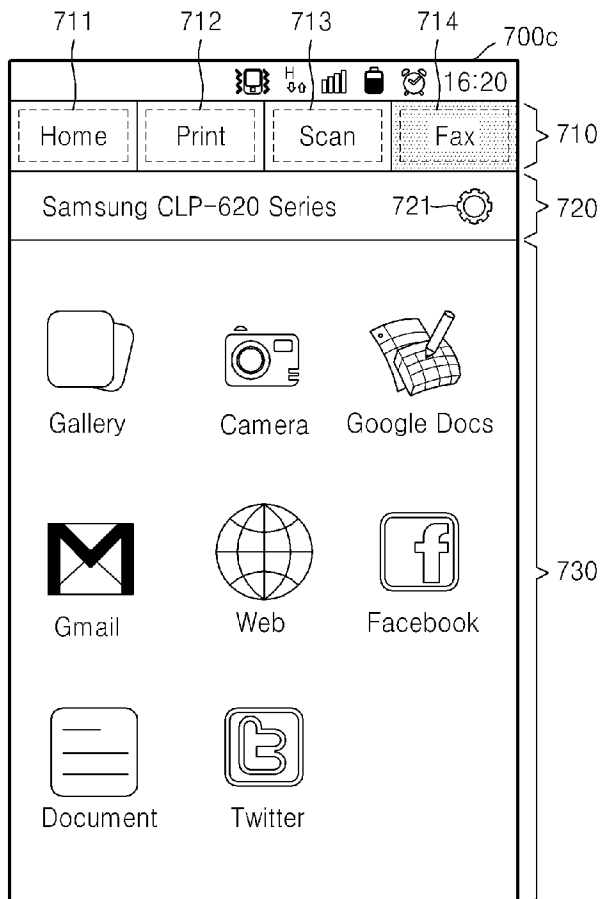 711 712 713 714
700c
H 16:20
Home Print Scan Fax 710
Samsung CLP-620 Series 721 720
Gallery Camera Google Docs
f
Gmail Web Facebook 730
t
Document Twitter